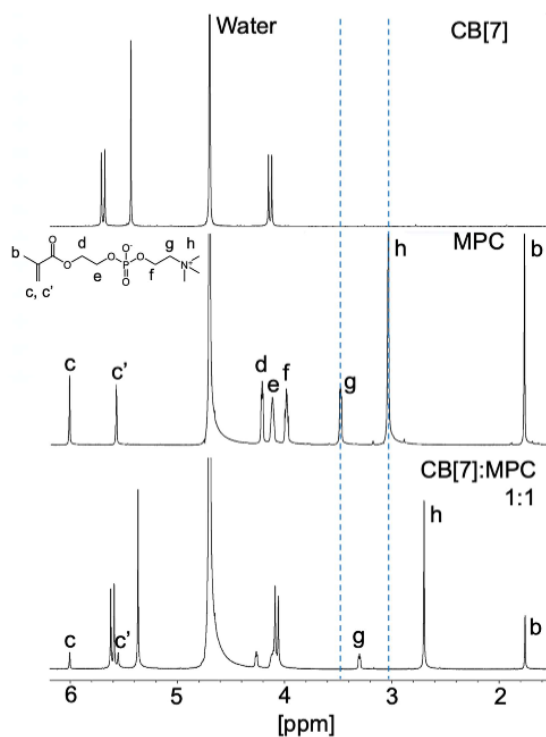 Water CB[7]
MPC
d g h
b O O⁻
O O P O N⁺
e O f
c, c'
h b
c c' d e f g
CB[7]:MPC
1:1
h
c c' g b
6 5 4 3 2
[ppm]